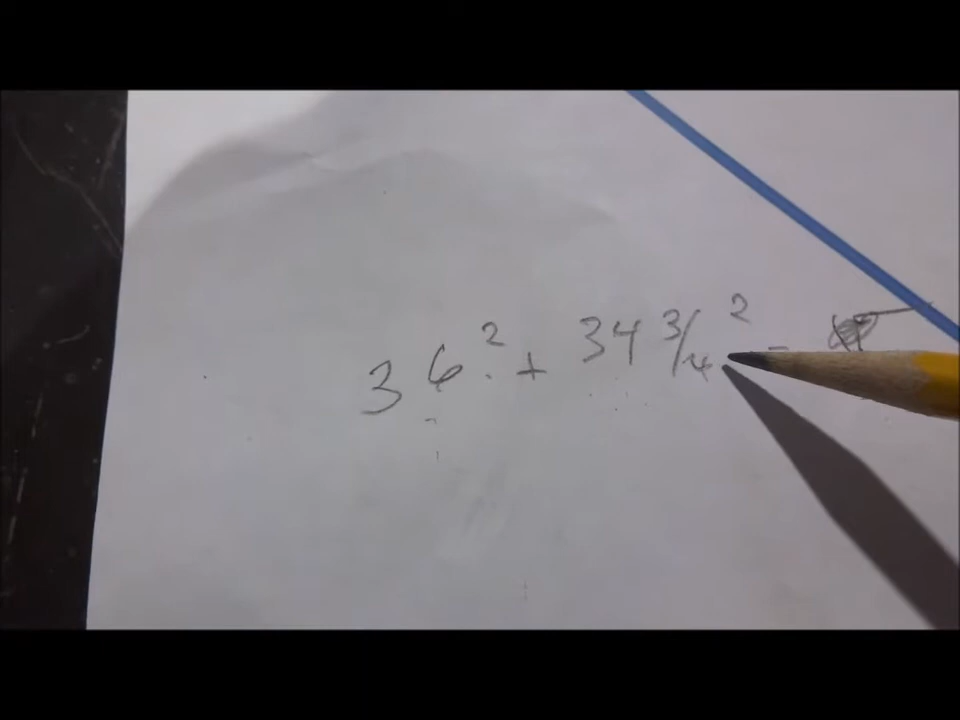 36² + 34 3/4² =